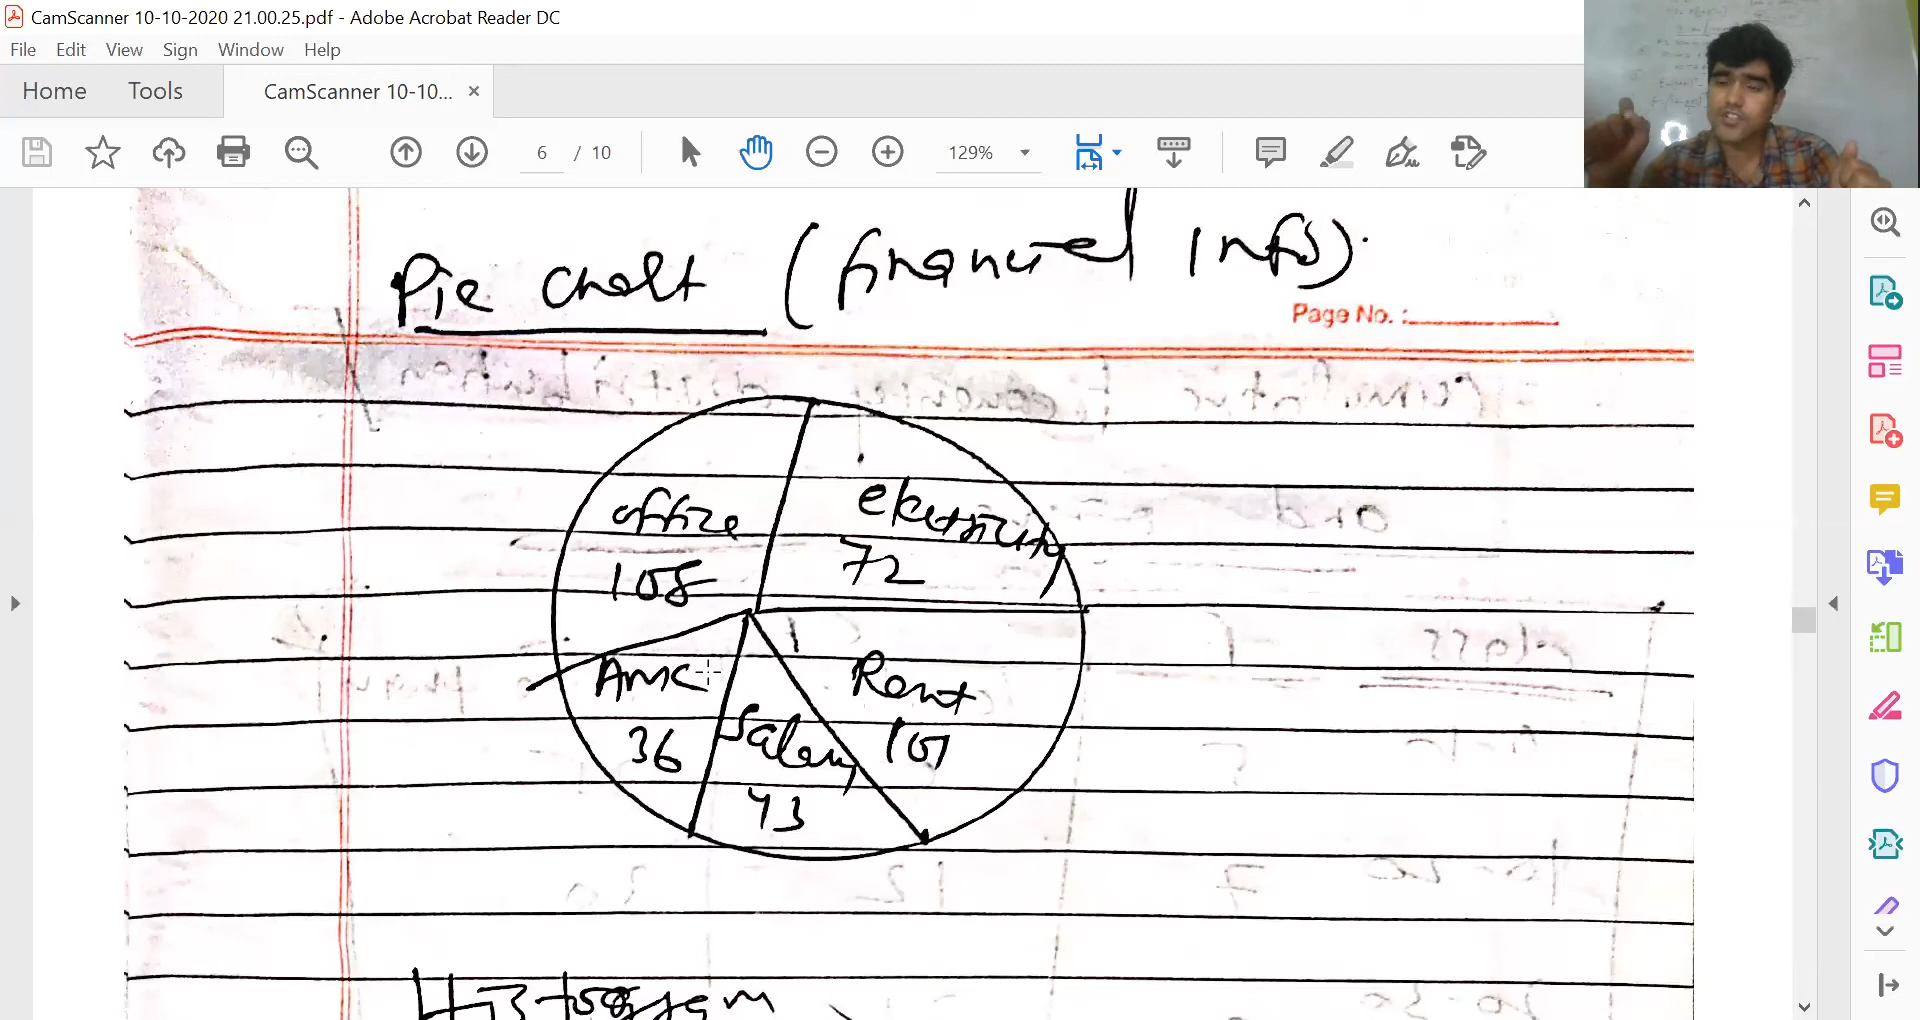 CamScanner 10-10-2020 21.00.25.pdf - Adobe Acrobat Reader DC
File Edit View Sign Window Help
Home Tools CamScanner 10-10... ×
6 / 10 129%
Pie Chalt (financial Info).
Page No. :
office
108
electricity
72
AMC
36
Salary
43
Rent
101
Histogram